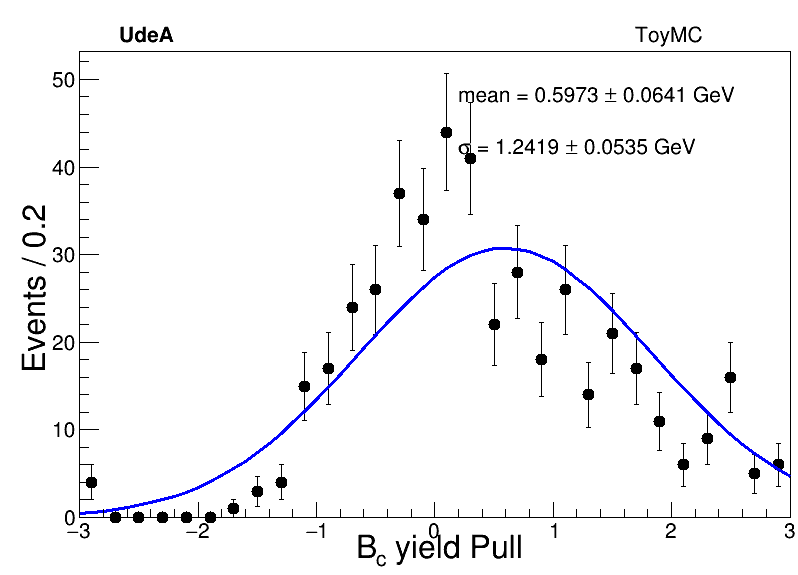 UdeA ToyMC
mean = 0.5973 ± 0.0641 GeV
σ = 1.2419 ± 0.0535 GeV
Events / 0.2
50
40
30
20
10
0
−3 −2 −1 0 1 2 3
B_c yield Pull